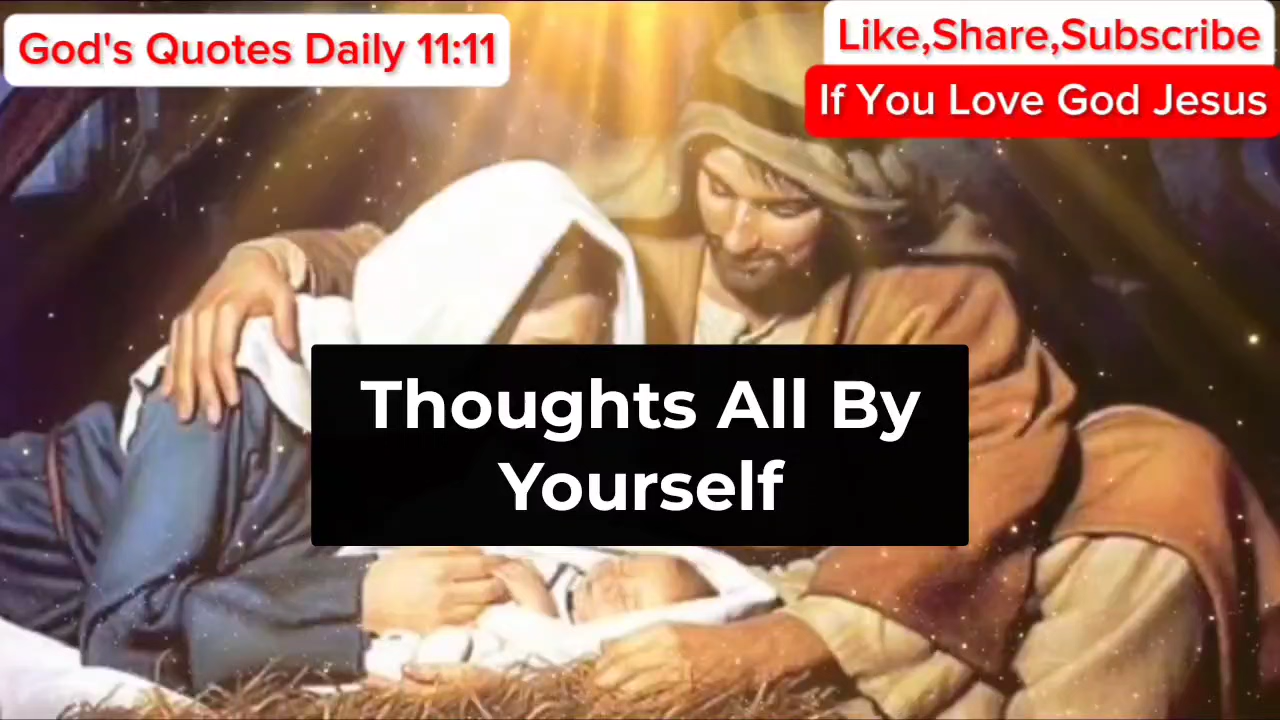 God's Quotes Daily 11:11
Like,Share,Subscribe
If You Love God Jesus
Thoughts All By
Yourself